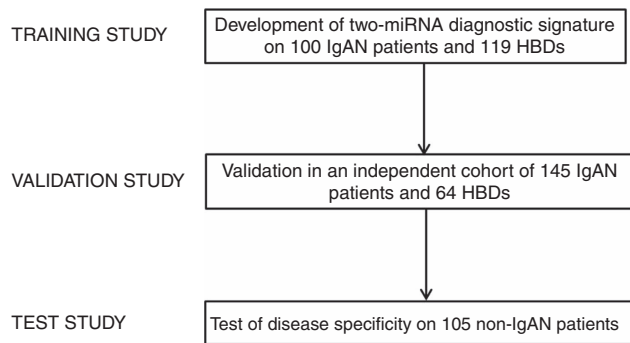 TRAINING STUDY
Development of two-miRNA diagnostic signature
on 100 IgAN patients and 119 HBDs
VALIDATION STUDY
Validation in an independent cohort of 145 IgAN
patients and 64 HBDs
TEST STUDY
Test of disease specificity on 105 non-IgAN patients